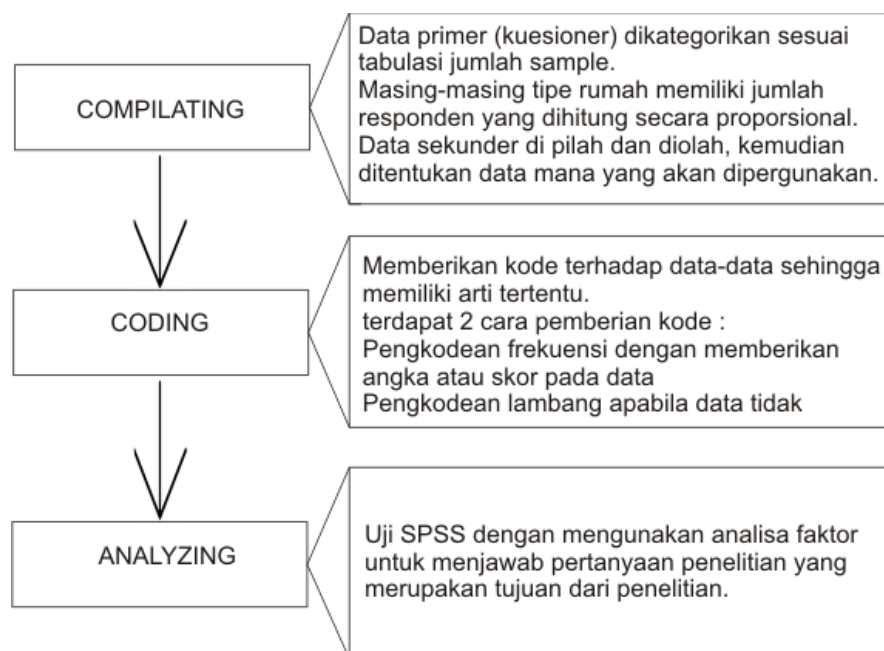 COMPILATING
Data primer (kuesioner) dikategorikan sesuai
tabulasi jumlah sample.
Masing-masing tipe rumah memiliki jumlah
responden yang dihitung secara proporsional.
Data sekunder di pilah dan diolah, kemudian
ditentukan data mana yang akan dipergunakan.
CODING
Memberikan kode terhadap data-data sehingga
memiliki arti tertentu.
terdapat 2 cara pemberian kode :
Pengkodean frekuensi dengan memberikan
angka atau skor pada data
Pengkodean lambang apabila data tidak
ANALYZING
Uji SPSS dengan mengunakan analisa faktor
untuk menjawab pertanyaan penelitian yang
merupakan tujuan dari penelitian.